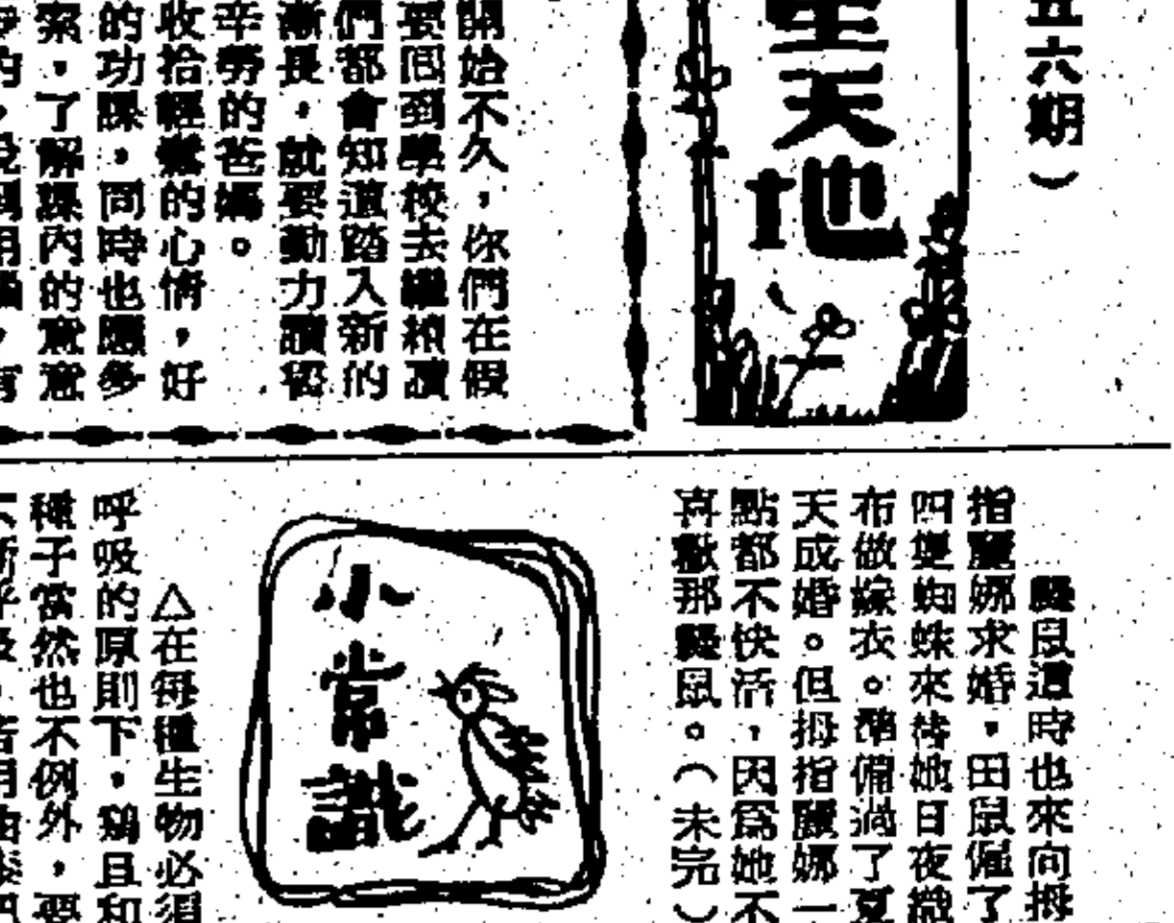 五六期）
天地
開始不久，你們在假
要回到學校去繼續讀
們都會知道踏入新的
漸長，就要勤力讀
辛勞的爸媽。
收拾輕鬆的心情，好
的功課，同時也應多
案，了解課內的意
鼴鼠這時也來向拇
指麗娜求婚，田鼠僱了
四隻蜘蛛來替她日夜織
布做嫁衣。準備過了夏
天成婚。但拇指麗娜一
點都不快活，因為她不
喜歡那鼴鼠。（未完）
小常識
△在每種生物必須
呼吸的原則下，鷄且和
種子當然也不例外，要